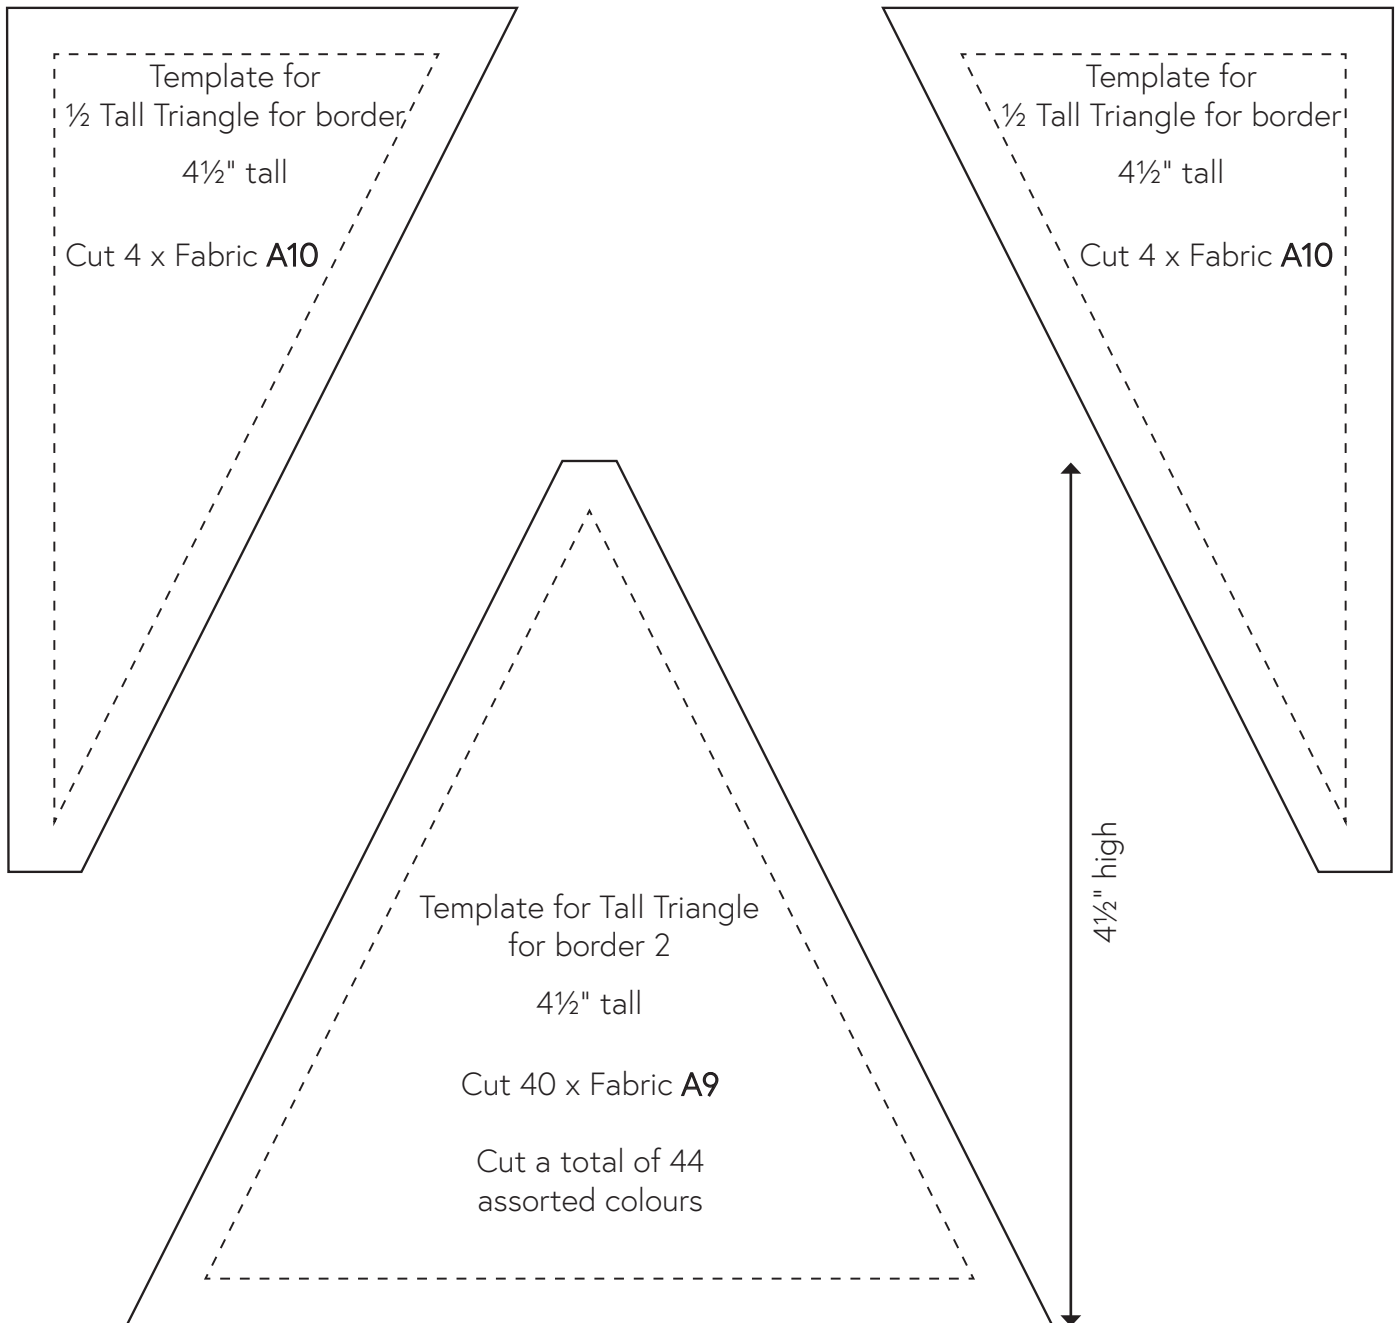 Template for
½ Tall Triangle for border
4½" tall
Cut 4 x Fabric A10
Template for
½ Tall Triangle for border
4½" tall
Cut 4 x Fabric A10
Template for Tall Triangle
for border 2
4½" tall
Cut 40 x Fabric A9
Cut a total of 44
assorted colours
4½" high